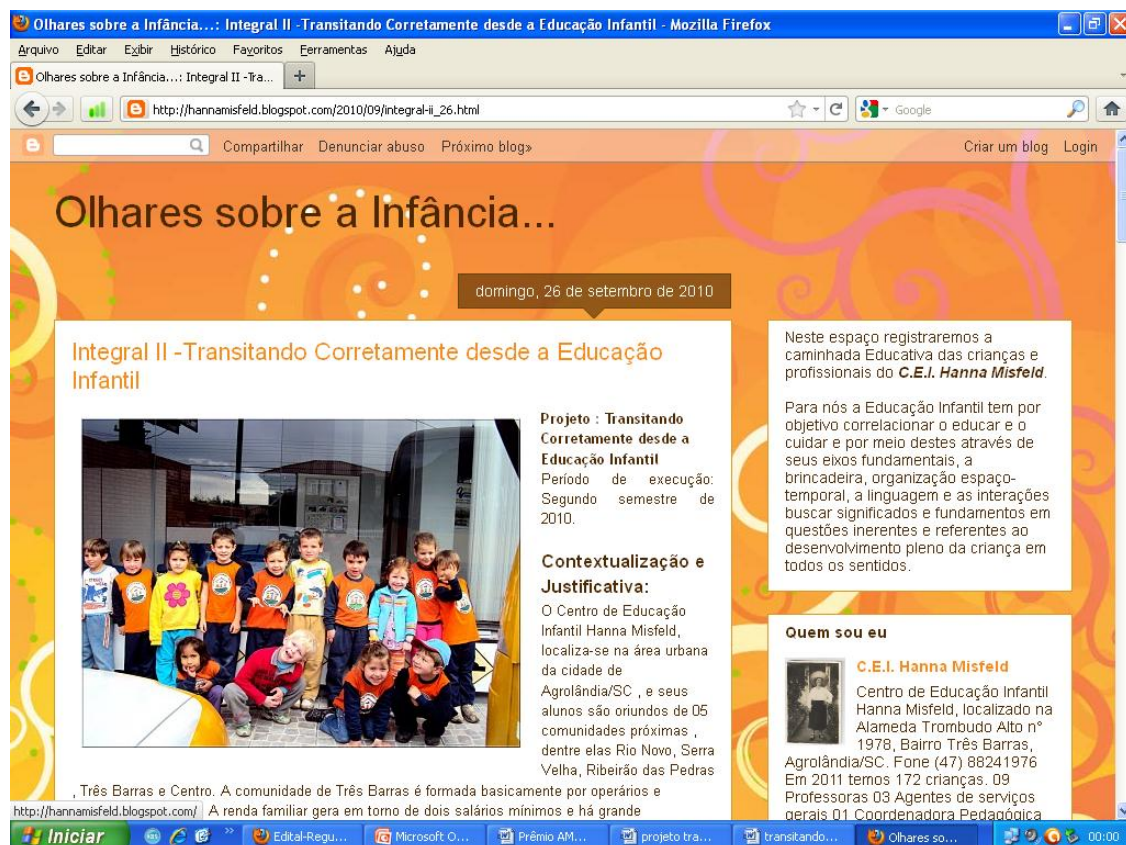 Olhares sobre a Infância...: Integral II -Transitando Corretamente desde a Educação Infantil - Mozilla Firefox
Arquivo Editar Exibir Histórico Favoritos Ferramentas Ajuda
Olhares sobre a Infância...: Integral II -Tra...
http://hannamisfeld.blogspot.com/2010/09/integral-ii_26.html
Google
Compartilhar Denunciar abuso Próximo blog»
Criar um blog Login
Olhares sobre a Infância...
domingo, 26 de setembro de 2010
Integral II -Transitando Corretamente desde a Educação
Infantil
Projeto : Transitando
Corretamente desde a
Educação Infantil
Período de execução:
Segundo semestre de
2010.
Contextualização e
Justificativa:
O Centro de Educação
Infantil Hanna Misfeld,
localiza-se na área urbana
da cidade de
Agrolândia/SC , e seus
alunos são oriundos de 05
comunidades próximas ,
dentre elas Rio Novo, Serra
Velha, Ribeirão das Pedras
, Três Barras e Centro. A comunidade de Três Barras é formada basicamente por operários e
A renda familiar gera em torno de dois salários mínimos e há grande
Neste espaço registraremos a
caminhada Educativa das crianças e
profissionais do C.E.I. Hanna Misfeld.
Para nós a Educação Infantil tem por
objetivo correlacionar o educar e o
cuidar e por meio destes através de
seus eixos fundamentais, a
brincadeira, organização espaço-
temporal, a linguagem e as interações
buscar significados e fundamentos em
questões inerentes e referentes ao
desenvolvimento pleno da criança em
todos os sentidos.
Quem sou eu
C.E.I. Hanna Misfeld
Centro de Educação Infantil
Hanna Misfeld, localizado na
Alameda Trombudo Alto n°
1978, Bairro Três Barras,
Agrolândia/SC. Fone (47) 88241976
Em 2011 temos 172 crianças. 09
Professoras 03 Agentes de serviços
gerais 01 Coordenadora Pedagógica
http://hannamisfeld.blogspot.com/
Iniciar
Edital-Regu...
Microsoft O...
Prêmio AM...
projeto tra...
transitando...
Olhares so...
00:00